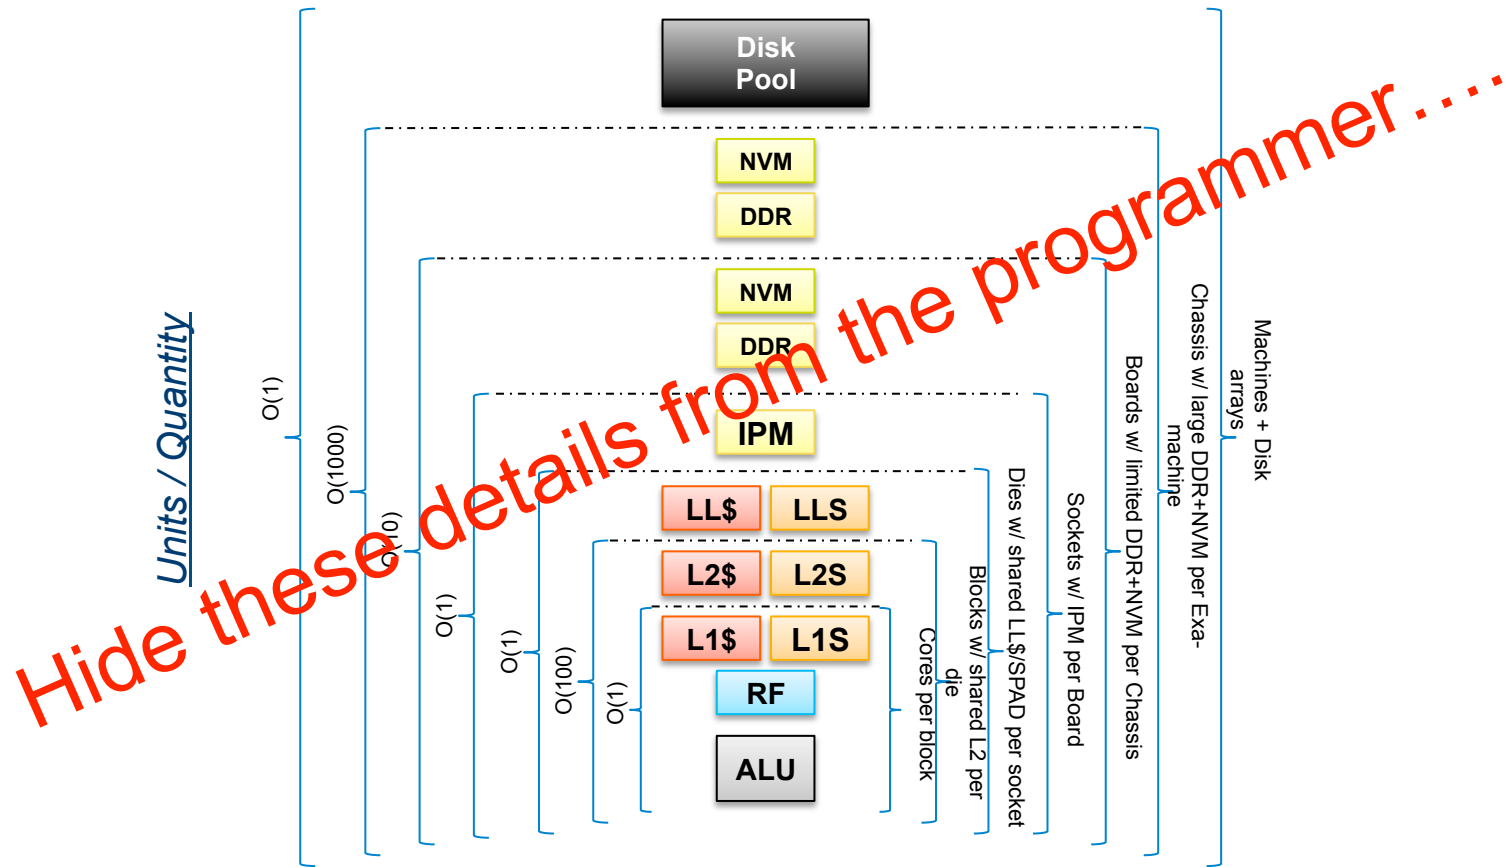 Disk
Pool
NVM
DDR
NVM
DDR
IPM
LL$ LLS
L2$ L2S
L1$ L1S
RF
ALU
Units / Quantity
O(1)
O(1000)
O(10)
O(1)
O(1)
O(100)
O(1)
Cores per block
Blocks w/ shared L2 per
die
Dies w/ shared LL$/SPAD per socket
Sockets w/ IPM per Board
Boards w/ limited DDR+NVM per Chassis
Chassis w/ large DDR+NVM per Exa-
machine
Machines + Disk
arrays
Hide these details from the programmer....